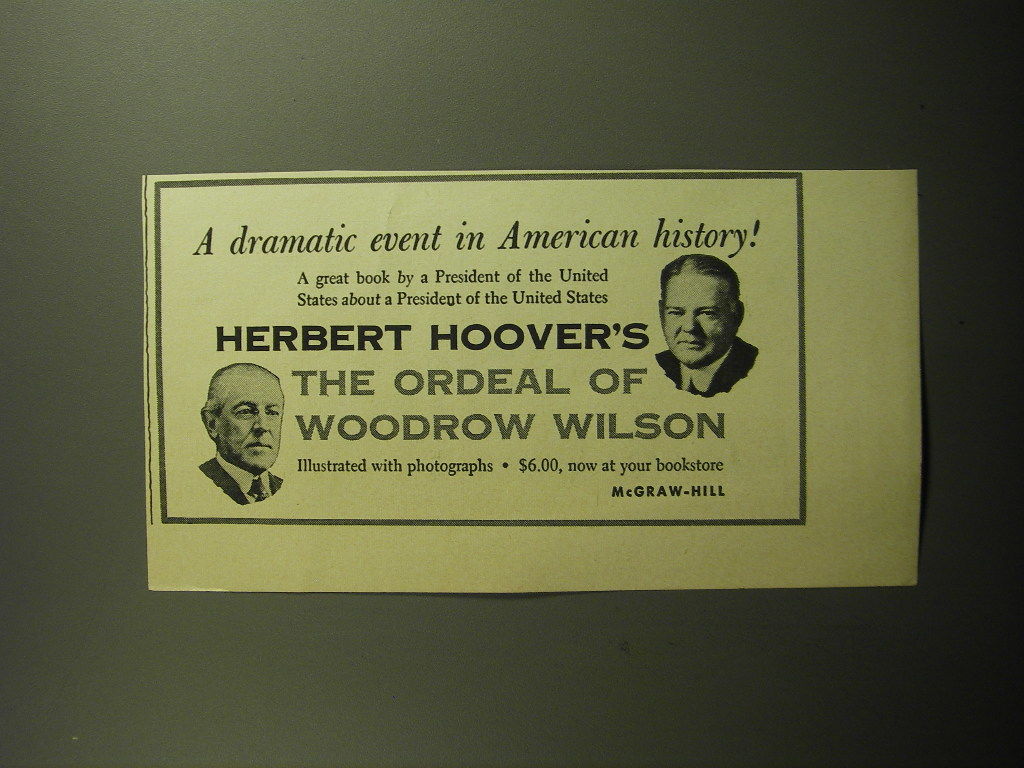 A dramatic event in American history!
A great book by a President of the United
States about a President of the United States
HERBERT HOOVER'S
THE ORDEAL OF
WOODROW WILSON
Illustrated with photographs • $6.00, now at your bookstore
McGRAW-HILL